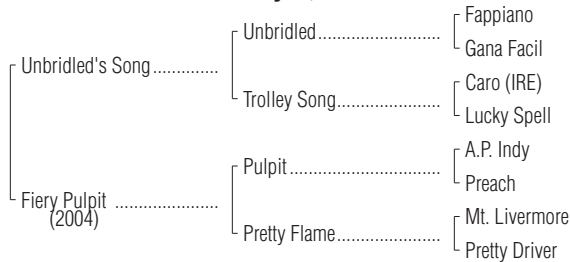 Fappiano
Unbridled
Gana Facil
Unbridled's Song
Caro (IRE)
Trolley Song
Lucky Spell
A.P. Indy
Pulpit
Preach
Fiery Pulpit
(2004)
Mt. Livermore
Pretty Flame
Pretty Driver